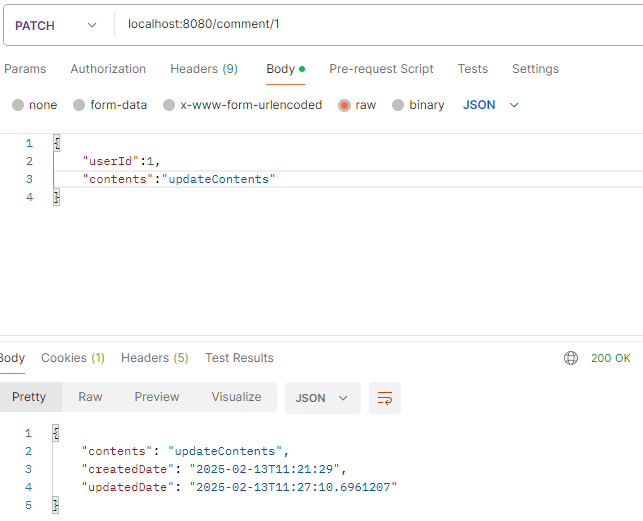 PATCH localhost:8080/comment/1
Params Authorization Headers (9) Body Pre-request Script Tests Settings
none form-data x-www-form-urlencoded raw binary JSON
1 {
2 "userId":1,
3 "contents":"updateContents"
4 }
Body Cookies (1) Headers (5) Test Results 200 OK
Pretty Raw Preview Visualize JSON
1 {
2 "contents": "updateContents",
3 "createdDate": "2025-02-13T11:21:29",
4 "updatedDate": "2025-02-13T11:27:10.6961207"
5 }